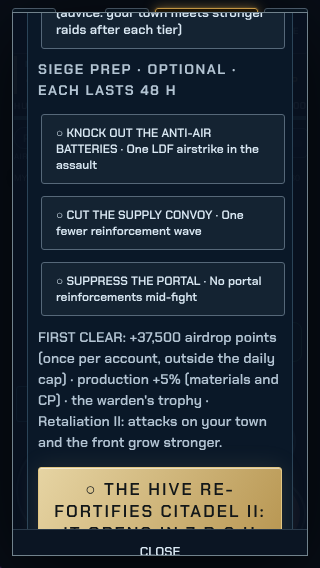 (advice: your town meets stronger
raids after each tier)
SIEGE PREP · OPTIONAL ·
EACH LASTS 48 H
○ KNOCK OUT THE ANTI-AIR
BATTERIES · One LDF airstrike in the
assault
○ CUT THE SUPPLY CONVOY · One
fewer reinforcement wave
○ SUPPRESS THE PORTAL · No portal
reinforcements mid-fight
FIRST CLEAR: +37,500 airdrop points
(once per account, outside the daily
cap) · production +5% (materials and
CP) · the warden's trophy ·
Retaliation II: attacks on your town
and the front grow stronger.
○ THE HIVE RE-
FORTIFIES CITADEL II:
IT OPENS IN
CLOSE